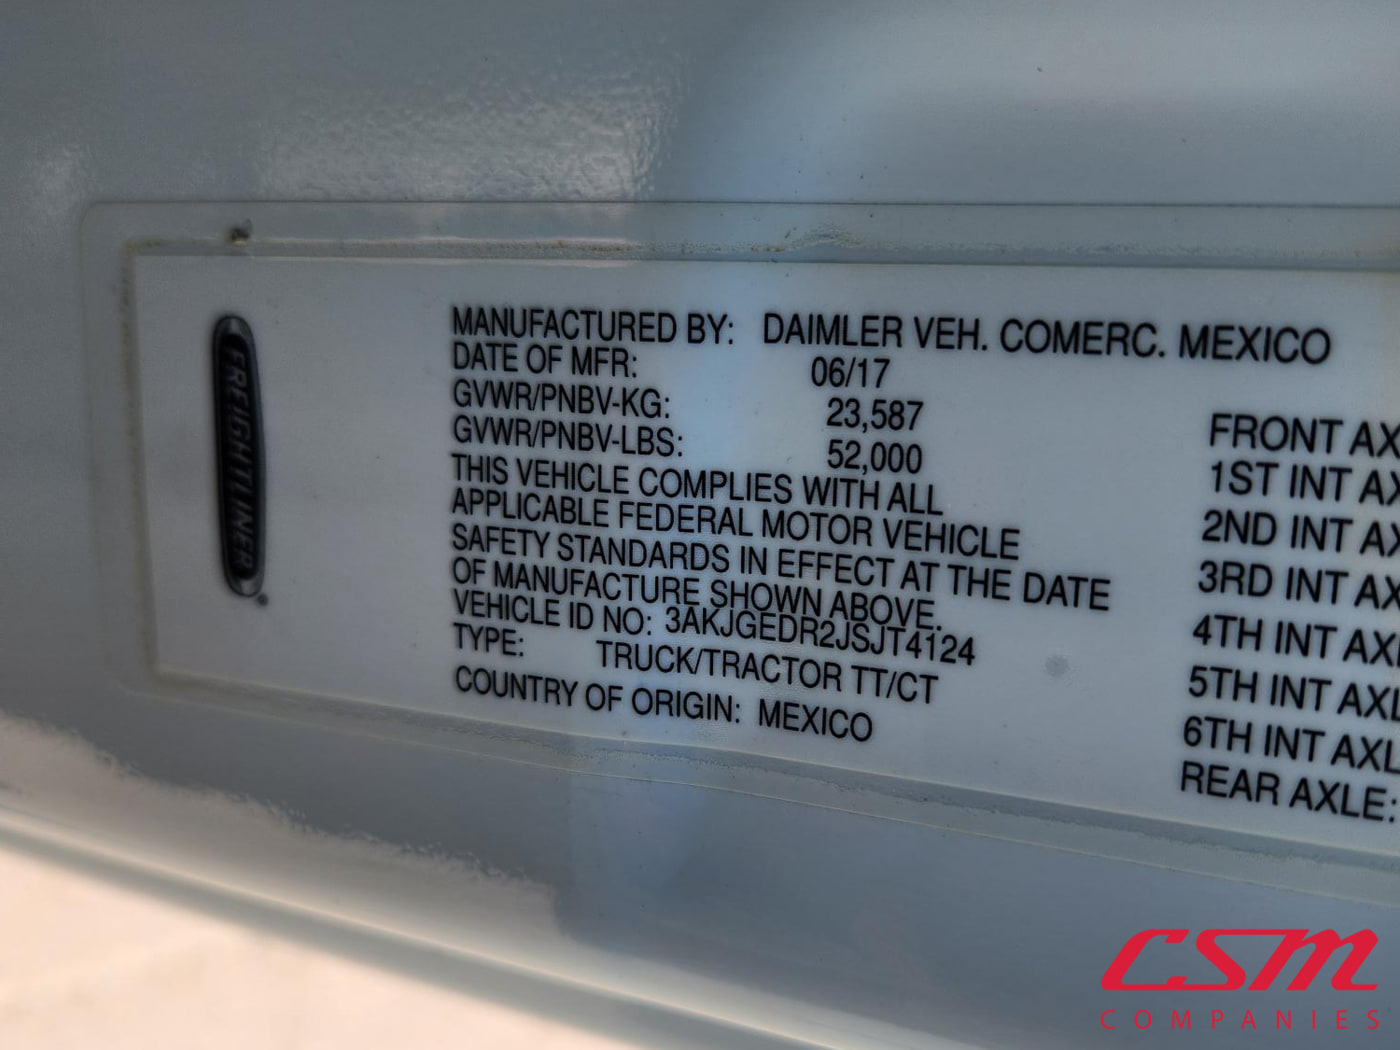 FREIGHTLINER
MANUFACTURED BY: DAIMLER VEH. COMERC. MEXICO
DATE OF MFR: 06/17
GVWR/PNBV-KG: 23,587
GVWR/PNBV-LBS: 52,000
THIS VEHICLE COMPLIES WITH ALL
APPLICABLE FEDERAL MOTOR VEHICLE
SAFETY STANDARDS IN EFFECT AT THE DATE
OF MANUFACTURE SHOWN ABOVE.
VEHICLE ID NO: 3AKJGEDR2JSJT4124
TYPE: TRUCK/TRACTOR TT/CT
COUNTRY OF ORIGIN: MEXICO
FRONT AX
1ST INT AX
2ND INT AX
3RD INT AX
4TH INT AXL
5TH INT AXL
6TH INT AXL
REAR AXLE:
CSM
COMPANIES